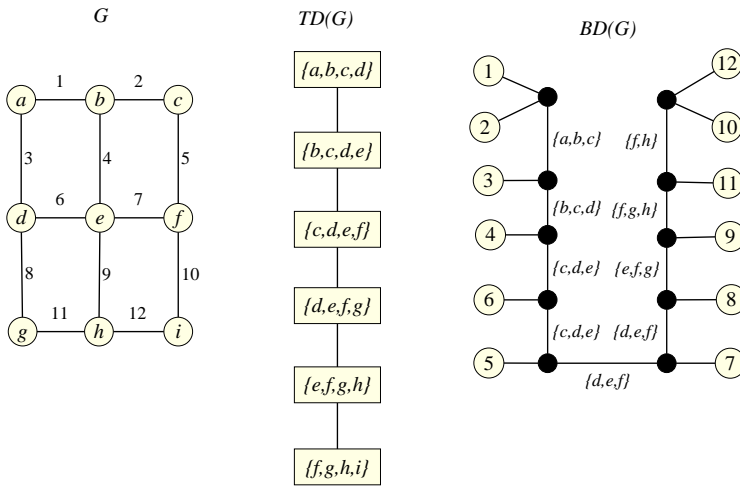 G
TD(G)
BD(G)
1 2
a b c
3 4 5
6 7
d e f
8 9 10
11 12
g h i
{a,b,c,d}
{b,c,d,e}
{c,d,e,f}
{d,e,f,g}
{e,f,g,h}
{f,g,h,i}
1 12
2 10
{a,b,c} {f,h}
3 11
{b,c,d} {f,g,h}
4 9
{c,d,e} {e,f,g}
6 8
{c,d,e} {d,e,f}
5 7
{d,e,f}